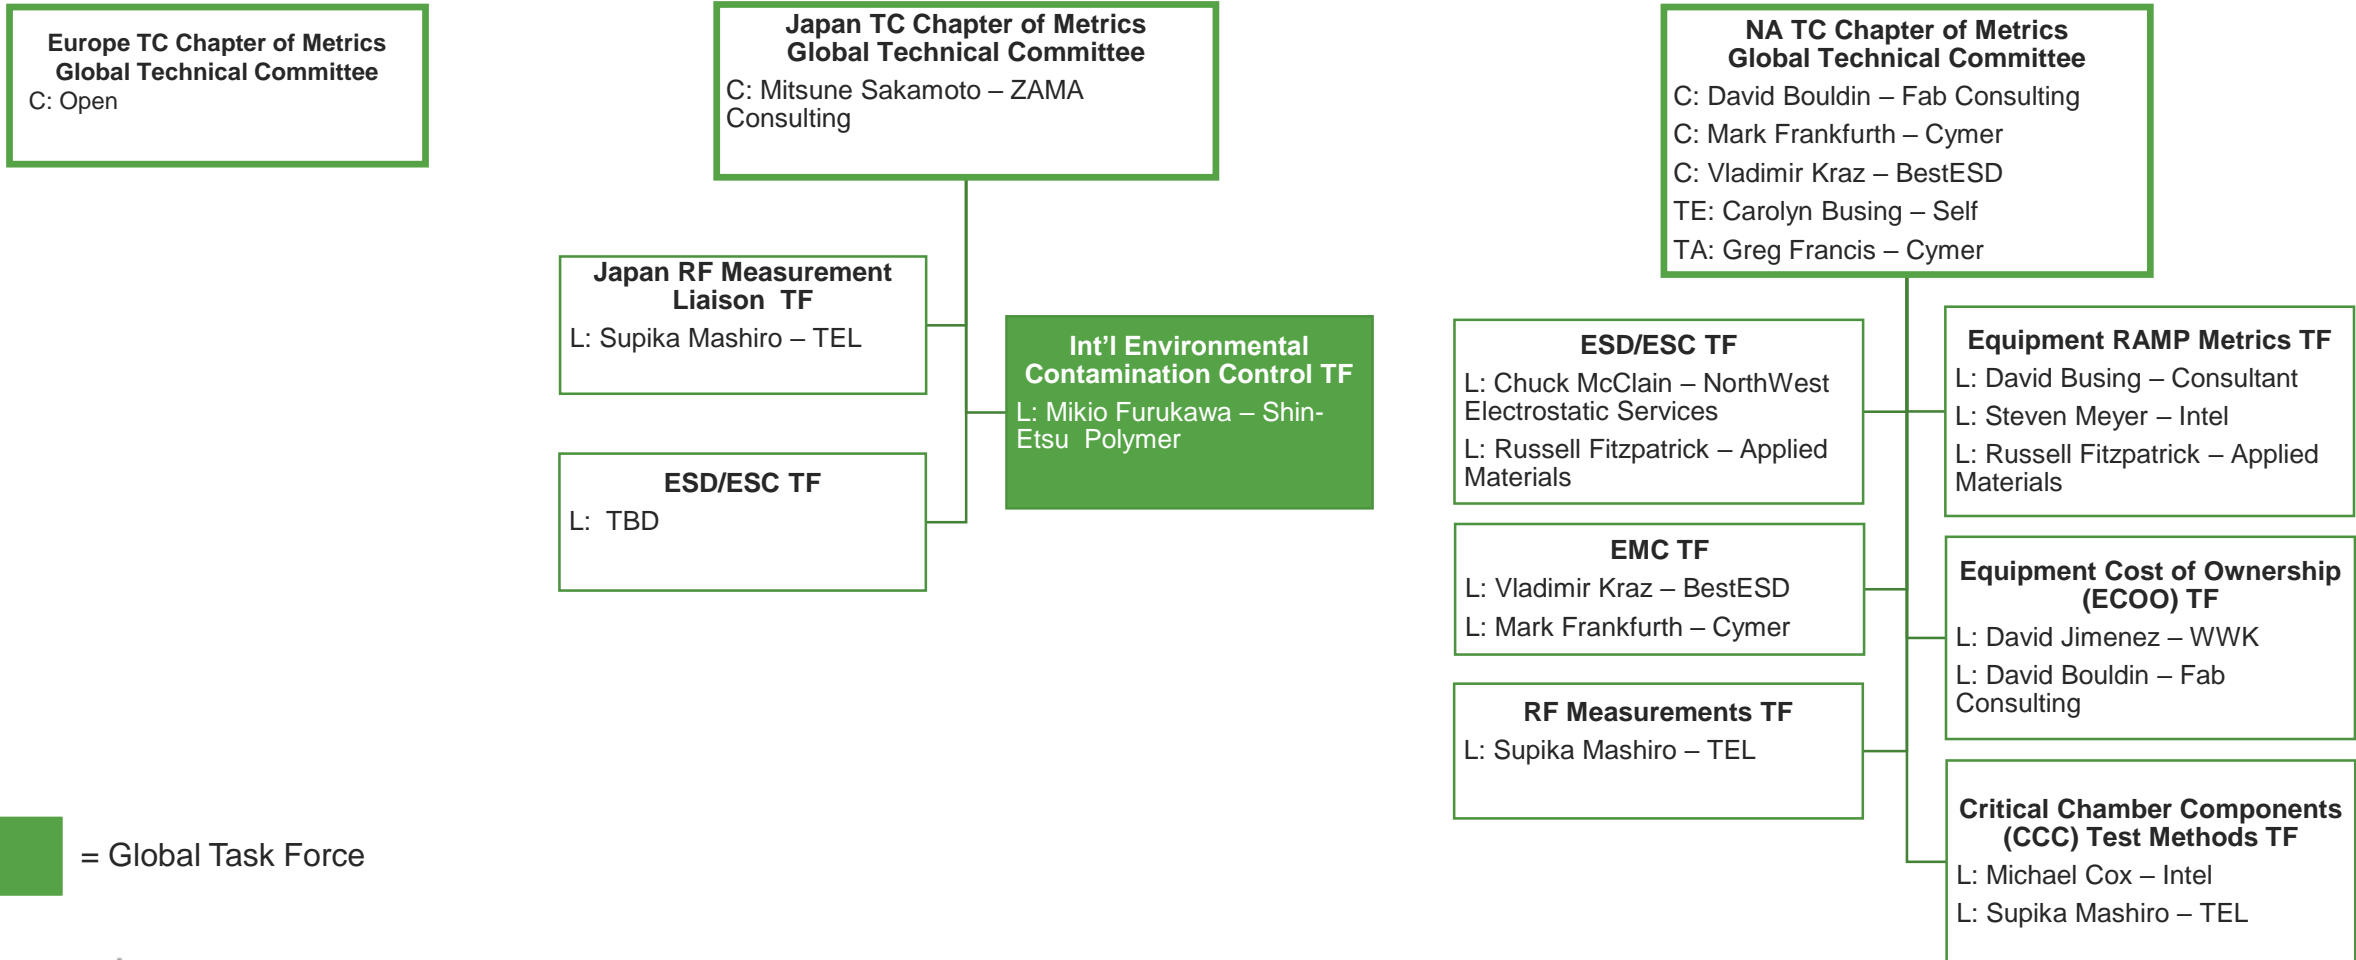 Europe TC Chapter of Metrics
Global Technical Committee
C: Open
Japan TC Chapter of Metrics
Global Technical Committee
C: Mitsune Sakamoto – ZAMA
Consulting
Japan RF Measurement
Liaison  TF
L: Supika Mashiro – TEL
Int'l Environmental
Contamination Control TF
L: Mikio Furukawa – Shin-
Etsu  Polymer
ESD/ESC TF
L:  TBD
NA TC Chapter of Metrics
Global Technical Committee
C: David Bouldin – Fab Consulting
C: Mark Frankfurth – Cymer
C: Vladimir Kraz – BestESD
TE: Carolyn Busing – Self
TA: Greg Francis – Cymer
ESD/ESC TF
L: Chuck McClain – NorthWest
Electrostatic Services
L: Russell Fitzpatrick – Applied
Materials
EMC TF
L: Vladimir Kraz – BestESD
L: Mark Frankfurth – Cymer
RF Measurements TF
L: Supika Mashiro – TEL
Equipment RAMP Metrics TF
L: David Busing – Consultant
L: Steven Meyer – Intel
L: Russell Fitzpatrick – Applied
Materials
Equipment Cost of Ownership
(ECOO) TF
L: David Jimenez – WWK
L: David Bouldin – Fab
Consulting
Critical Chamber Components
(CCC) Test Methods TF
L: Michael Cox – Intel
L: Supika Mashiro – TEL
= Global Task Force